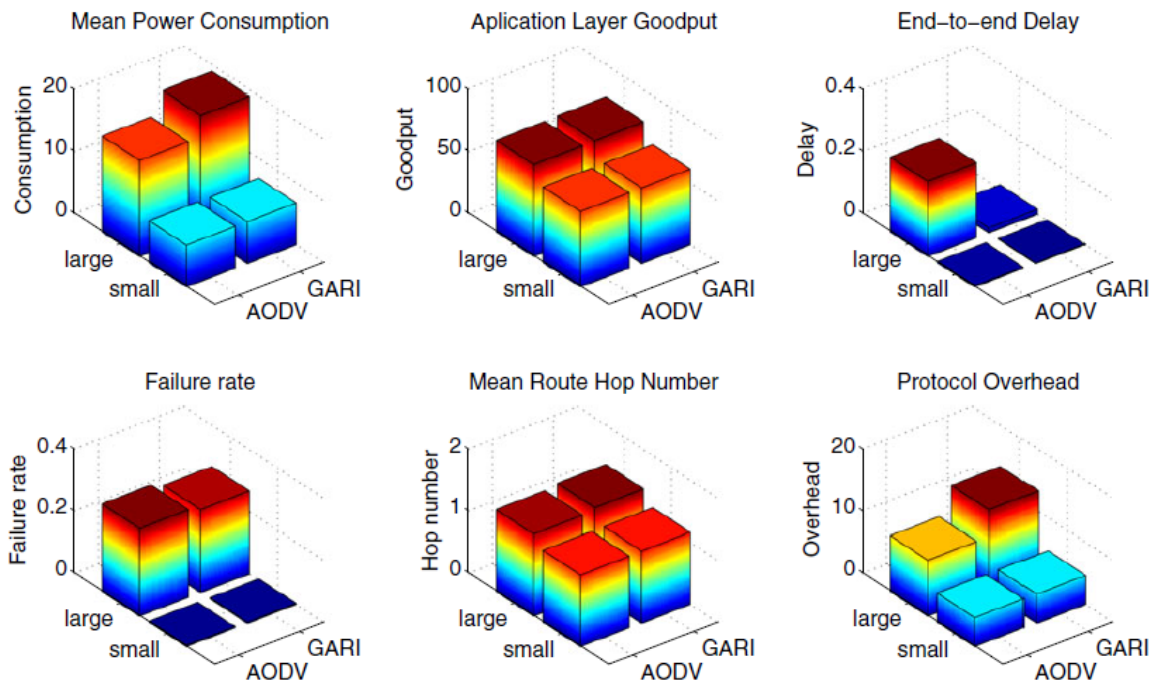 Mean Power Consumption
20
10
0
Consumption
large
small
AODV
GARI
Aplication Layer Goodput
100
50
0
Goodput
large
small
AODV
GARI
End-to-end Delay
0.4
0.2
0
Delay
large
small
AODV
GARI
Failure rate
0.4
0.2
0
Failure rate
large
small
AODV
GARI
Mean Route Hop Number
2
1
0
Hop number
large
small
AODV
GARI
Protocol Overhead
20
10
0
Overhead
large
small
AODV
GARI